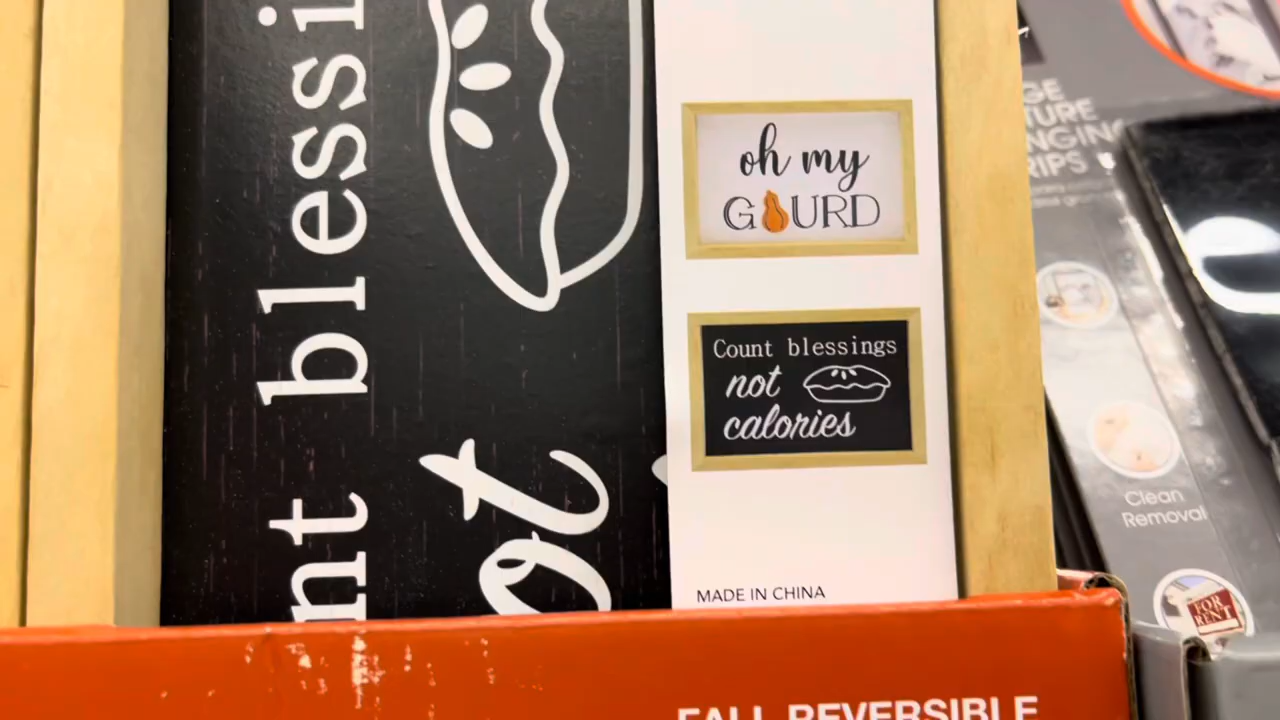 nt blessi
ot
oh my
GOURD
Count blessings
not
calories
MADE IN CHINA
FALL REVERSIBLE
Clean
Removal
FOR
RENT